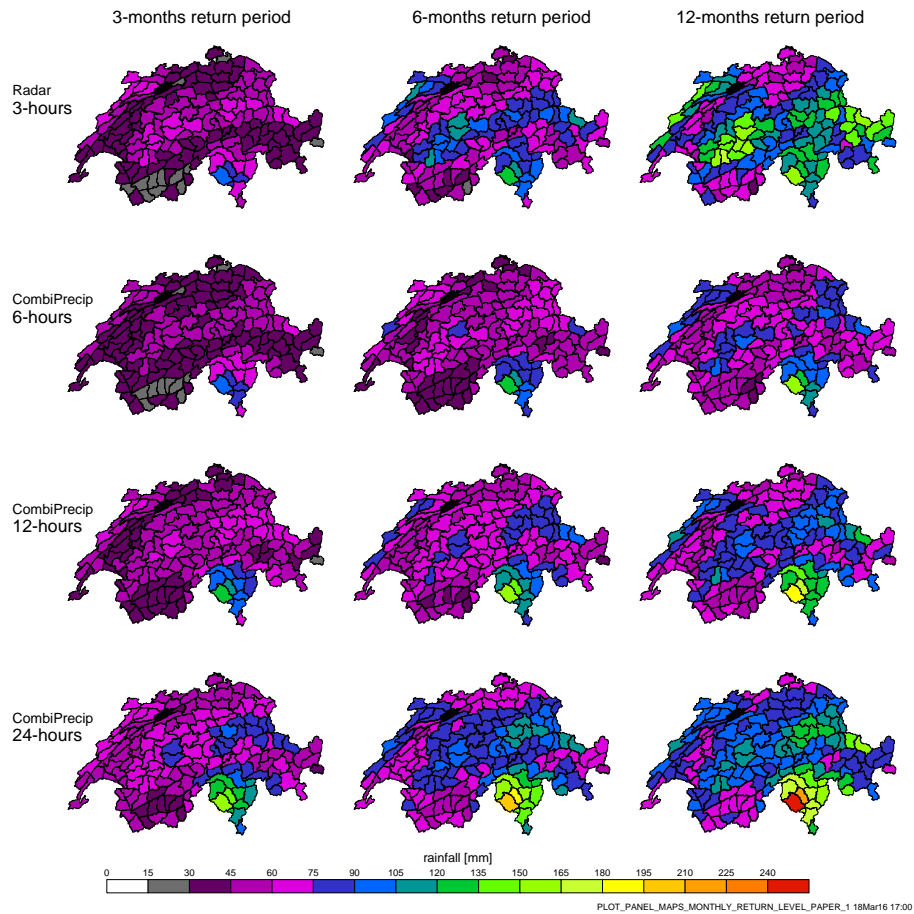 3-months return period 6-months return period 12-months return period
Radar
3-hours
CombiPrecip
6-hours
CombiPrecip
12-hours
CombiPrecip
24-hours
rainfall [mm]
0 15 30 45 60 75 90 105 120 135 150 165 180 195 210 225 240
PLOT_PANEL_MAPS_MONTHLY_RETURN_LEVEL_PAPER_1 18Mar16 17:00